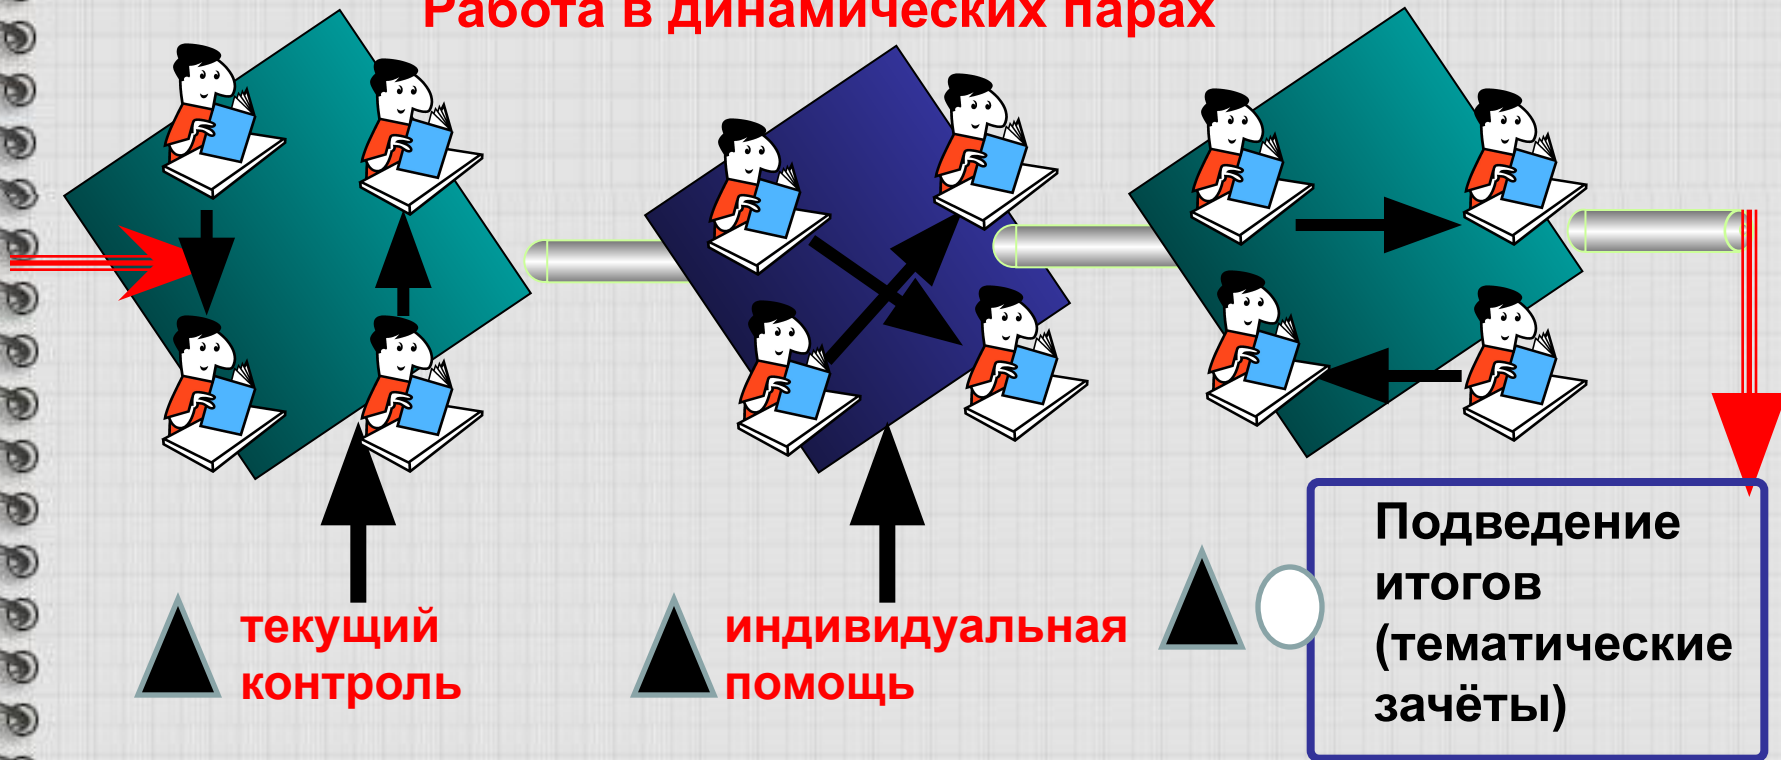 Работа в динамических парах
текущий
контроль
индивидуальная
помощь
Подведение
итогов
(тематические
зачёты)